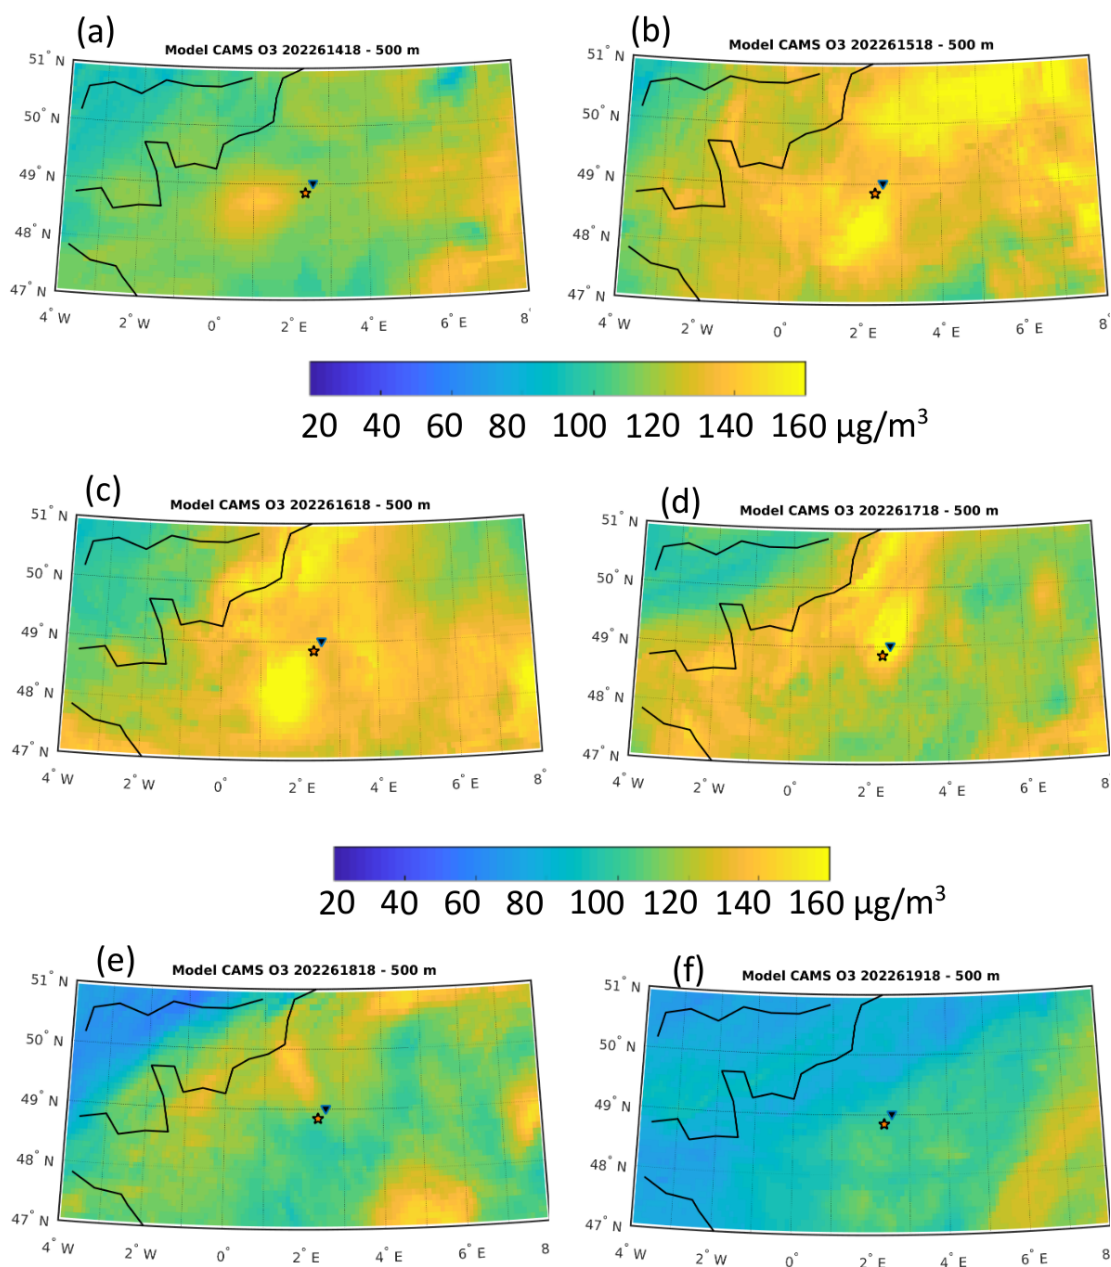 (a)
(b)
Model CAMS O3 202261418 - 500 m
Model CAMS O3 202261518 - 500 m
51° N
50° N
49° N
48° N
47° N
4° W
2° W
0°
2° E
4° E
6° E
8
51° N
50° N
49° N
48° N
47° N
4° W
2° W
0°
2° E
4° E
6° E
8°
20 40 60 80 100 120 140 160 µg/m³
(c)
(d)
Model CAMS O3 202261618 - 500 m
Model CAMS O3 202261718 - 500 m
51° N
50° N
49° N
48° N
47° N
4° W
2° W
0°
2° E
4° E
6° E
8°
51° N
50° N
49° N
48° N
47° N
4° W
2° W
0°
2° E
4° E
6° E
8°
20 40 60 80 100 120 140 160 µg/m³
(e)
(f)
Model CAMS O3 202261818 - 500 m
Model CAMS O3 202261918 - 500 m
51° N
50° N
49° N
48° N
47° N
4° W
2° W
0°
2° E
4° E
6° E
8
51° N
50° N
49° N
48° N
47° N
4° W
2° W
0°
2° E
4° E
6° E
8°